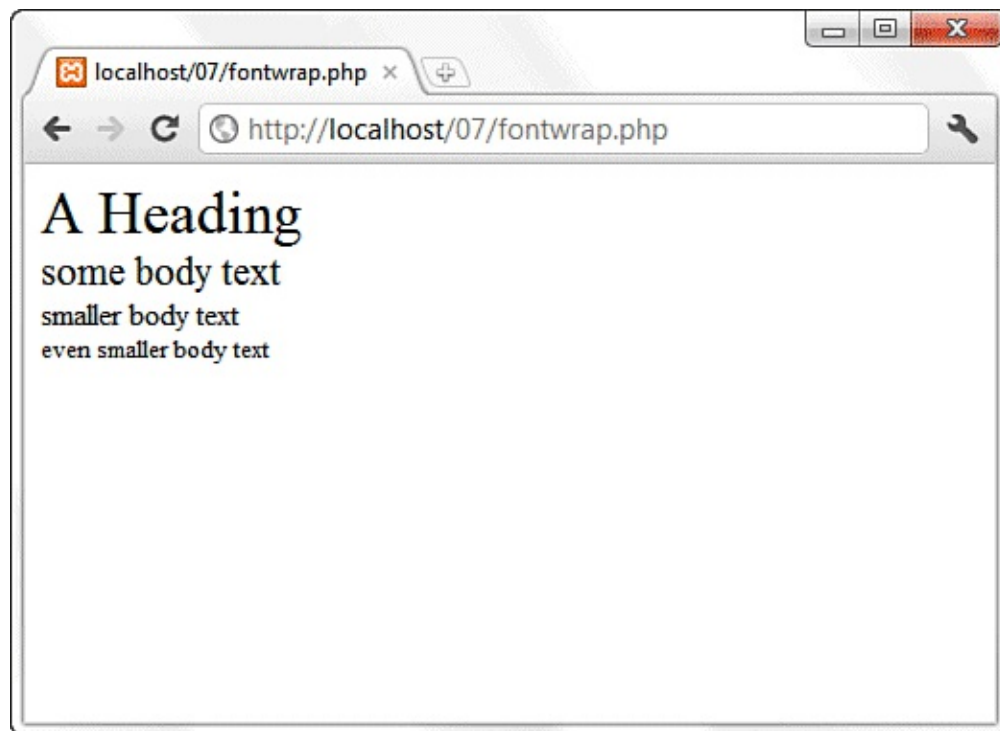 localhost/07/fontwrap.php
http://localhost/07/fontwrap.php
A Heading
some body text
smaller body text
even smaller body text